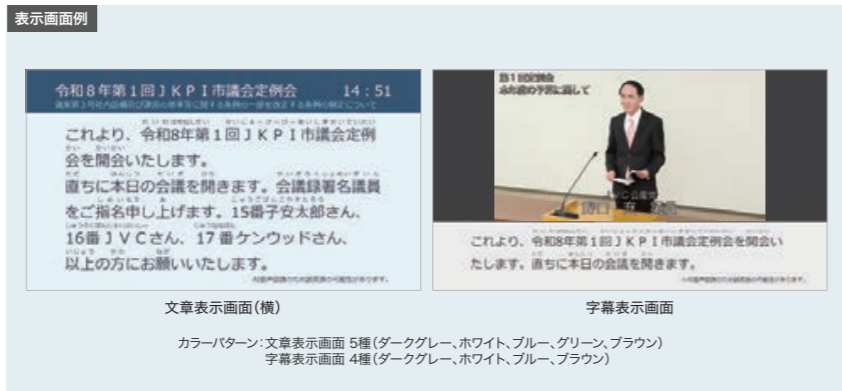 表示画面例
令和8年第1回JKPI市議会定例会 14:51
これより、令和8年第1回JKPI市議会定例
会を開会いたします。
直ちに本日の会議を開きます。会議録署名議員
をご指名申し上げます。15番子安太郎さん、
16番JVCさん、17番ケンウッドさん、
以上の方にお願いいたします。
文章表示画面(横)
第1回定例会
これより、令和8年第1回JKPI市議会定例会を開会い
たします。直ちに本日の会議を開きます。
字幕表示画面
カラーパターン:文章表示画面 5種(ダークグレー、ホワイト、ブルー、グリーン、ブラウン)
字幕表示画面 4種(ダークグレー、ホワイト、ブルー、ブラウン)